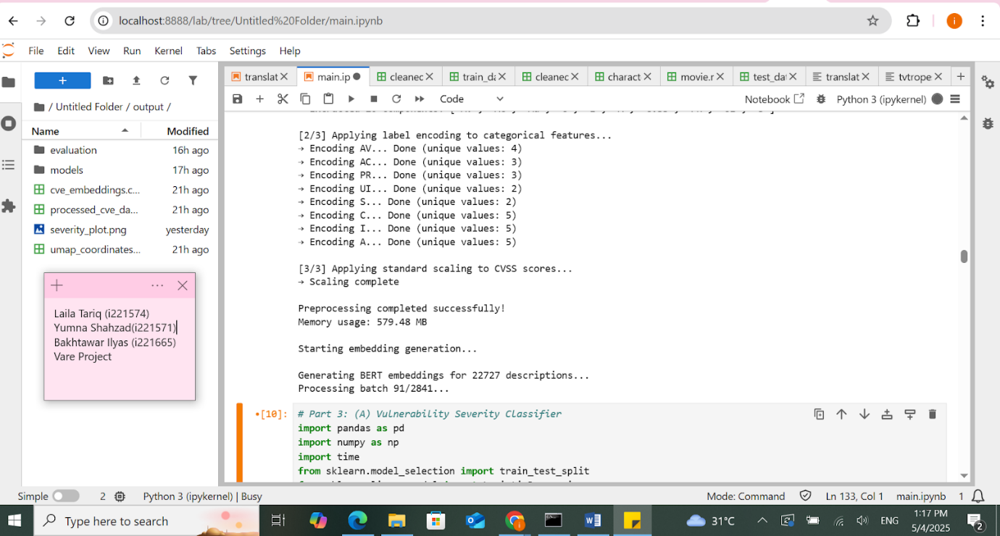 localhost:8888/lab/tree/Untitled%20Folder/main.ipynb
i
File Edit View Run Kernel Tabs Settings Help
translat main.ip cleanec train_da cleanec charact movie.r test_dat translat tvtrope
Code Notebook Python 3 (ipykernel)
/ Untitled Folder / output /
Name Modified
evaluation 16h ago
models 17h ago
cve_embeddings.c... 21h ago
processed_cve_da... 21h ago
severity_plot.png yesterday
umap_coordinates... 21h ago
Laila Tariq (i221574)
Yumna Shahzad(i221571)
Bakhtawar Ilyas (i221665)
Vare Project
[2/3] Applying label encoding to categorical features...
→ Encoding AV... Done (unique values: 4)
→ Encoding AC... Done (unique values: 3)
→ Encoding PR... Done (unique values: 3)
→ Encoding UI... Done (unique values: 2)
→ Encoding S... Done (unique values: 2)
→ Encoding C... Done (unique values: 5)
→ Encoding I... Done (unique values: 5)
→ Encoding A... Done (unique values: 5)
[3/3] Applying standard scaling to CVSS scores...
→ Scaling complete
Preprocessing completed successfully!
Memory usage: 579.48 MB
Starting embedding generation...
Generating BERT embeddings for 22727 descriptions...
Processing batch 91/2841...
•[10]: # Part 3: (A) Vulnerability Severity Classifier
import pandas as pd
import numpy as np
import time
from sklearn.model_selection import train_test_split
Simple 2 Python 3 (ipykernel) | Busy Mode: Command Ln 133, Col 1 main.ipynb 1
Type here to search 31°C ENG 1:17 PM
5/4/2025 2